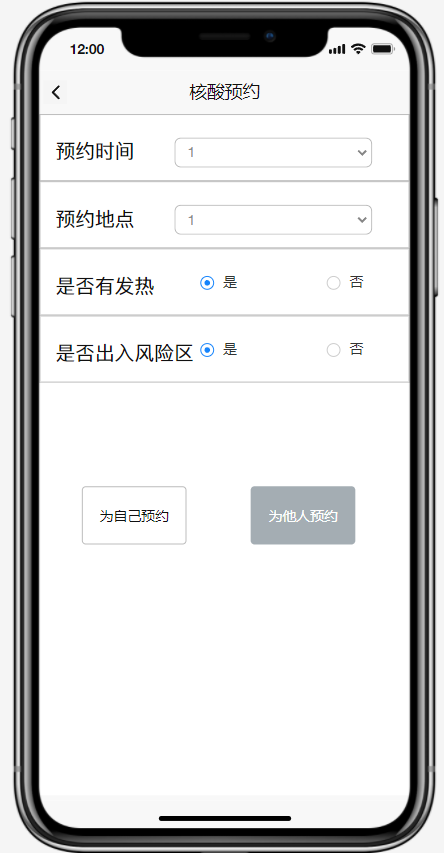 12:00
核酸预约
预约时间 1
预约地点 1
是否有发热 是 否
是否出入风险区 是 否
为自己预约 为他人预约